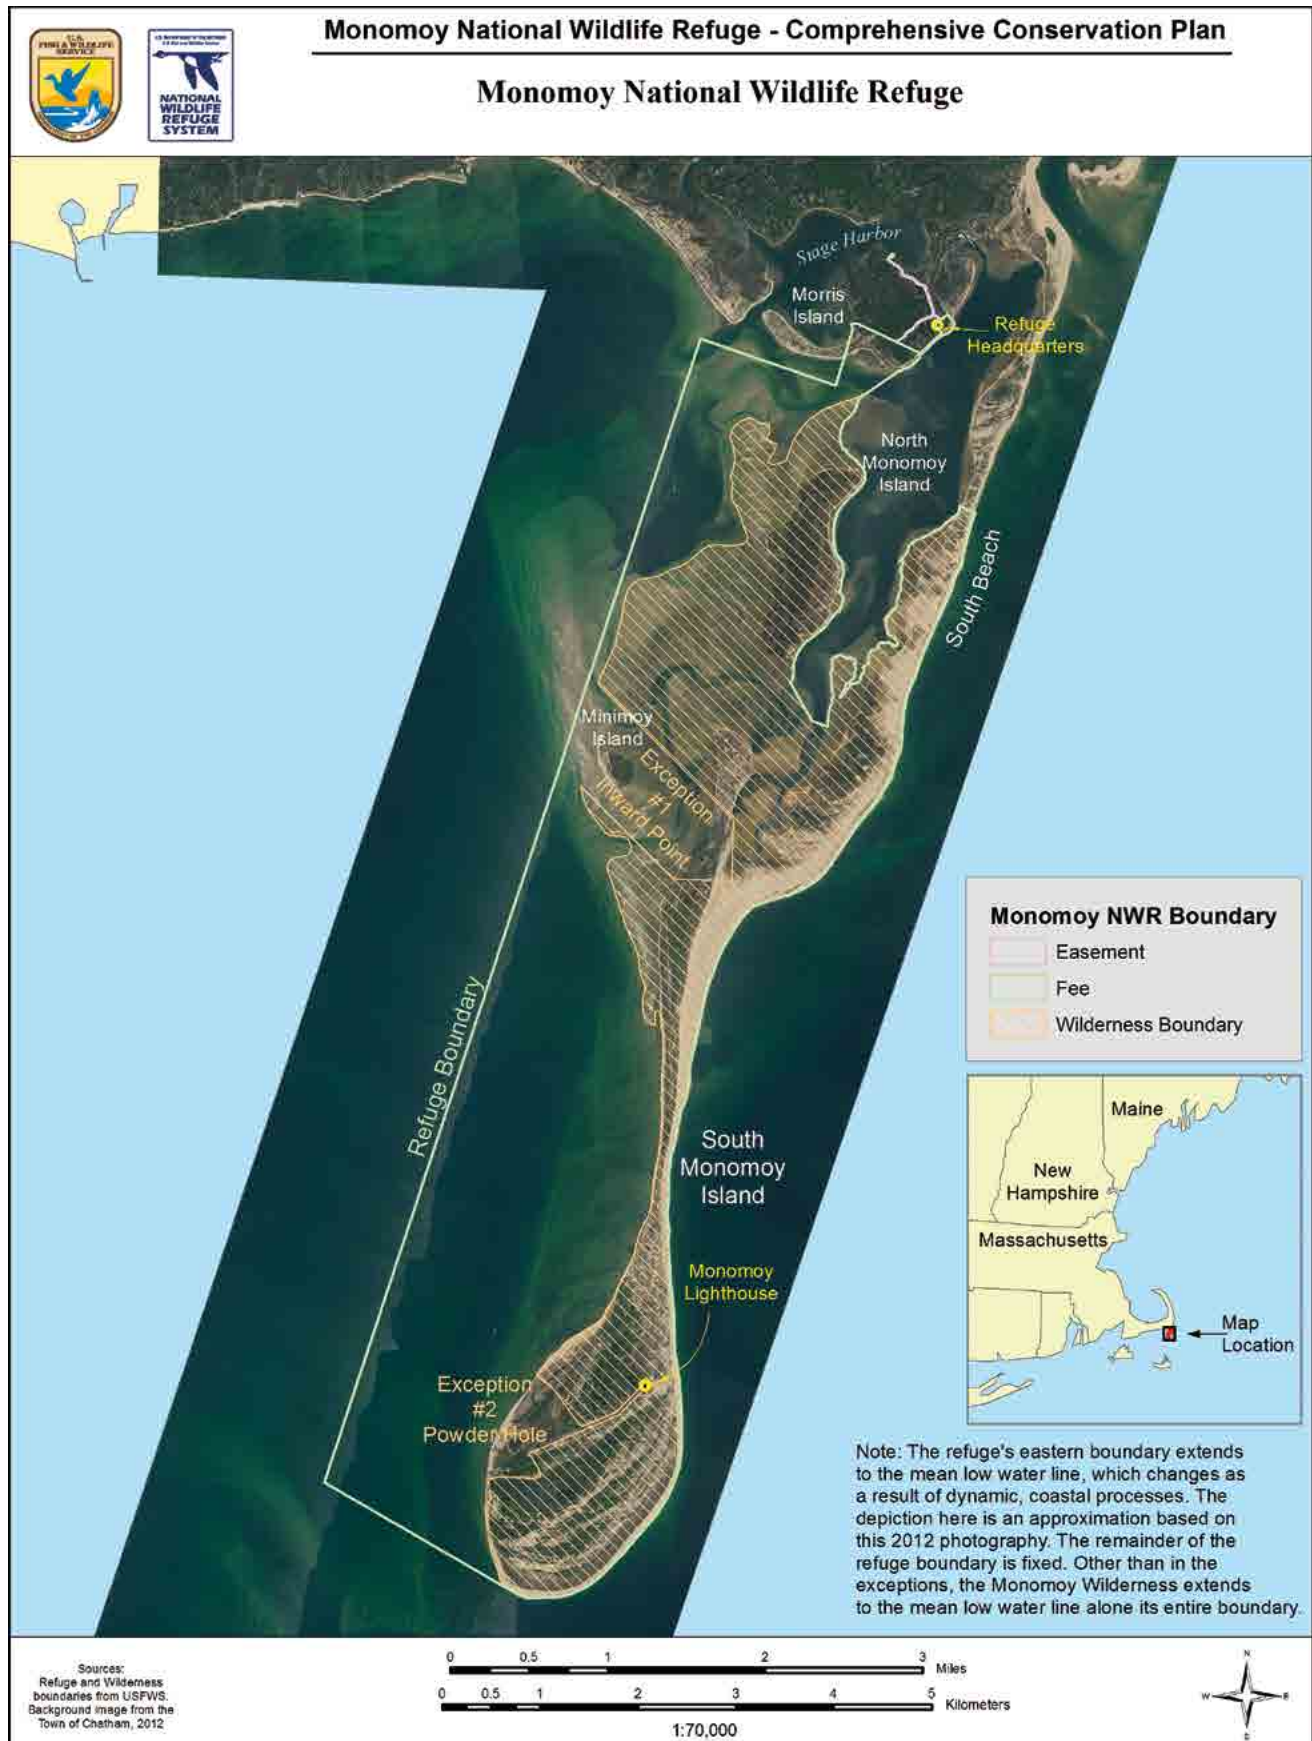 Monomoy National Wildlife Refuge - Comprehensive Conservation Plan
Monomoy National Wildlife Refuge
U.S.
FISH & WILDLIFE
SERVICE
NATIONAL
WILDLIFE
REFUGE
SYSTEM
Stage Harbor
Morris
Island
Refuge
Headquarters
North
Monomoy
Island
South Beach
Minimoy
Island
Exception
#1
Inward Point
Refuge Boundary
South
Monomoy
Island
Monomoy
Lighthouse
Exception
#2
Powder Hole
Monomoy NWR Boundary
Easement
Fee
Wilderness Boundary
Maine
New
Hampshire
Massachusetts
Map
Location
Note: The refuge's eastern boundary extends
to the mean low water line, which changes as
a result of dynamic, coastal processes. The
depiction here is an approximation based on
this 2012 photography. The remainder of the
refuge boundary is fixed. Other than in the
exceptions, the Monomoy Wilderness extends
to the mean low water line alone its entire boundary.
Sources:
Refuge and Wilderness
boundaries from USFWS.
Background image from the
Town of Chatham, 2012
0 0.5 1 2 3
Miles
0 0.5 1 2 3 4 5
Kilometers
1:70,000
N
W E
S